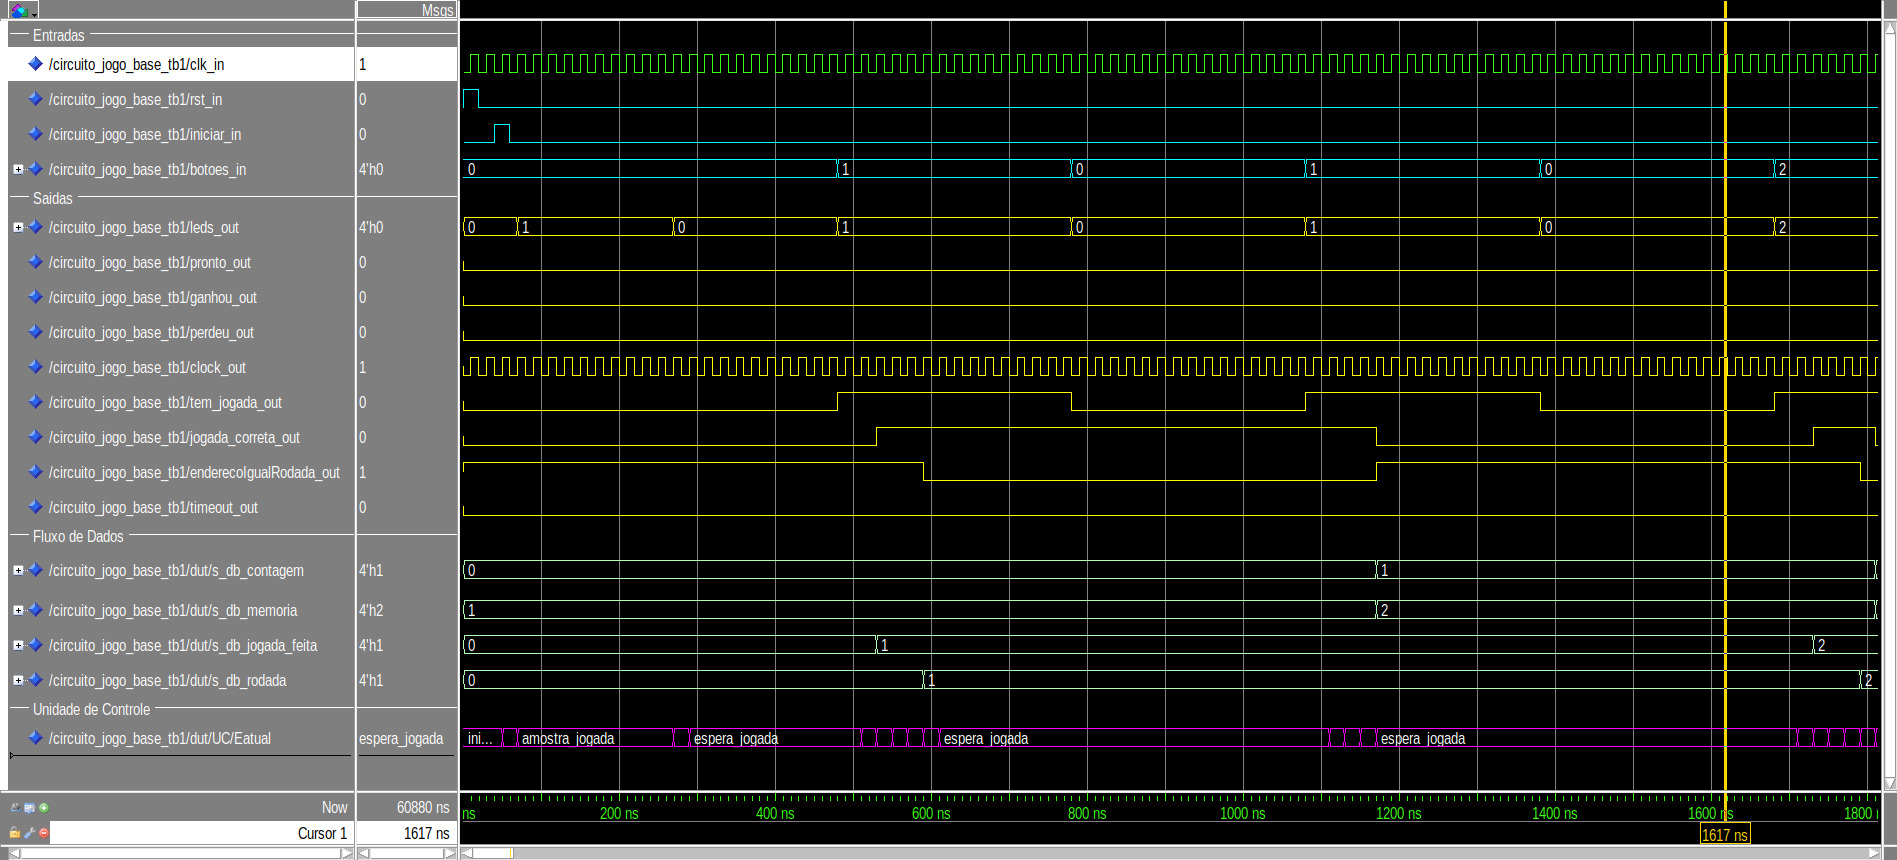 Msgs
Entradas
/circuito_jogo_base_tb1/clk_in 1
/circuito_jogo_base_tb1/rst_in 0
/circuito_jogo_base_tb1/iniciar_in 0
/circuito_jogo_base_tb1/botoes_in 4'h0 0 1 0 1 0 2
Saidas
/circuito_jogo_base_tb1/leds_out 4'h0 0 1 0 1 0 1 0 2
/circuito_jogo_base_tb1/pronto_out 0
/circuito_jogo_base_tb1/ganhou_out 0
/circuito_jogo_base_tb1/perdeu_out 0
/circuito_jogo_base_tb1/clock_out 1
/circuito_jogo_base_tb1/tem_jogada_out 0
/circuito_jogo_base_tb1/jogada_correta_out 0
/circuito_jogo_base_tb1/enderecoIgualRodada_out 1
/circuito_jogo_base_tb1/timeout_out 0
Fluxo de Dados
/circuito_jogo_base_tb1/dut/s_db_contagem 4'h1 0 1
/circuito_jogo_base_tb1/dut/s_db_memoria 4'h2 1 2
/circuito_jogo_base_tb1/dut/s_db_jogada_feita 4'h1 0 1 2
/circuito_jogo_base_tb1/dut/s_db_rodada 4'h1 0 1 2
Unidade de Controle
/circuito_jogo_base_tb1/dut/UC/Eatual espera_jogada ini... amostra_jogada espera_jogada espera_jogada espera_jogada
Now 60880 ns ns 200 ns 400 ns 600 ns 800 ns 1000 ns 1200 ns 1400 ns 1600 ns 1800
Cursor 1 1617 ns 1617 ns